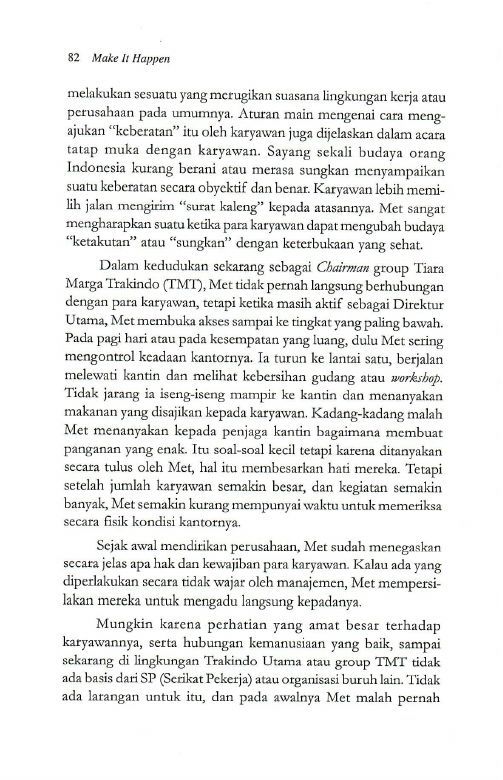 82 Make It Happen
melakukan sesuatu yang merugikan suasana lingkungan kerja atau
perusahaan pada umumnya. Aturan main mengenai cara meng-
ajukan “keberatan” itu oleh karyawan juga dijelaskan dalam acara
tatap muka dengan karyawan. Sayang sekali budaya orang
Indonesia kurang berani atau merasa sungkan menyampaikan
suatu keberatan secara obyektif dan benar. Karyawan lebih memi-
lih jalan mengirim “surat kaleng” kepada atasannya. Met sangat
mengharapkan suatu ketika para karyawan dapat mengubah budaya
“ketakutan” atau “sungkan” dengan keterbukaan yang sehat.
Dalam kedudukan sekarang sebagai Chairman group Tiara
Marga Trakindo (TMT), Met tidak pernah langsung berhubungan
dengan para karyawan, tetapi ketika masih aktif sebagai Direktur
Utama, Met membuka akses sampai ke tingkat yang paling bawah.
Pada pagi hari atau pada kesempatan yang luang, dulu Met sering
mengontrol keadaan kantornya. Ia turun ke lantai satu, berjalan
melewati kantin dan melihat kebersihan gudang atau workshop.
Tidak jarang ia iseng-iseng mampir ke kantin dan menanyakan
makanan yang disajikan kepada karyawan. Kadang-kadang malah
Met menanyakan kepada penjaga kantin bagaimana membuat
panganan yang enak. Itu soal-soal kecil tetapi karena ditanyakan
secara tulus oleh Met, hal itu membesarkan hati mereka. Tetapi
setelah jumlah karyawan semakin besar, dan kegiatan semakin
banyak, Met semakin kurang mempunyai waktu untuk memeriksa
secara fisik kondisi kantornya.
Sejak awal mendirikan perusahaan, Met sudah menegaskan
secara jelas apa hak dan kewajiban para karyawan. Kalau ada yang
diperlakukan secara tidak wajar oleh manajemen, Met mempersi-
lakan mereka untuk mengadu langsung kepadanya.
Mungkin karena perhatian yang amat besar terhadap
karyawannya, serta hubungan kemanusiaan yang baik, sampai
sekarang di lingkungan Trakindo Utama atau group TMT tidak
ada basis dari SP (Serikat Pekerja) atau organisasi buruh lain. Tidak
ada larangan untuk itu, dan pada awalnya Met malah pernah